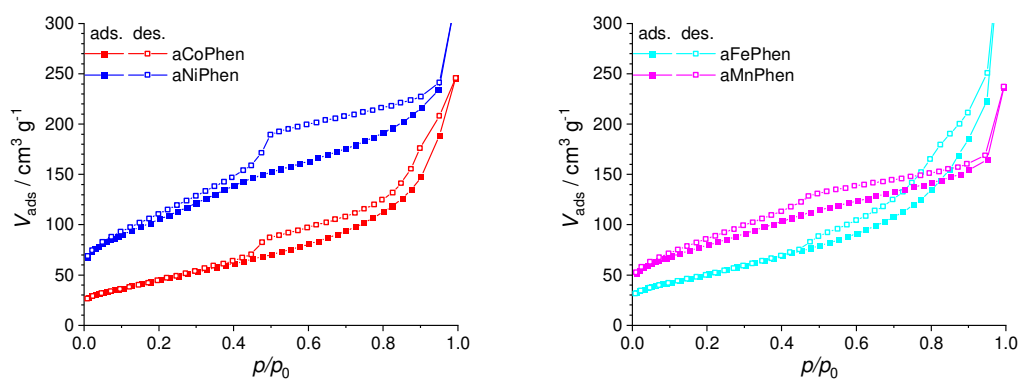 300
250
200
150
100
50
0
V_ads / cm³ g⁻¹
ads. des.
aCoPhen
aNiPhen
0.0 0.2 0.4 0.6 0.8 1.0
p/p₀
300
250
200
150
100
50
0
V_ads / cm³ g⁻¹
ads. des.
aFePhen
aMnPhen
0.0 0.2 0.4 0.6 0.8 1.0
p/p₀